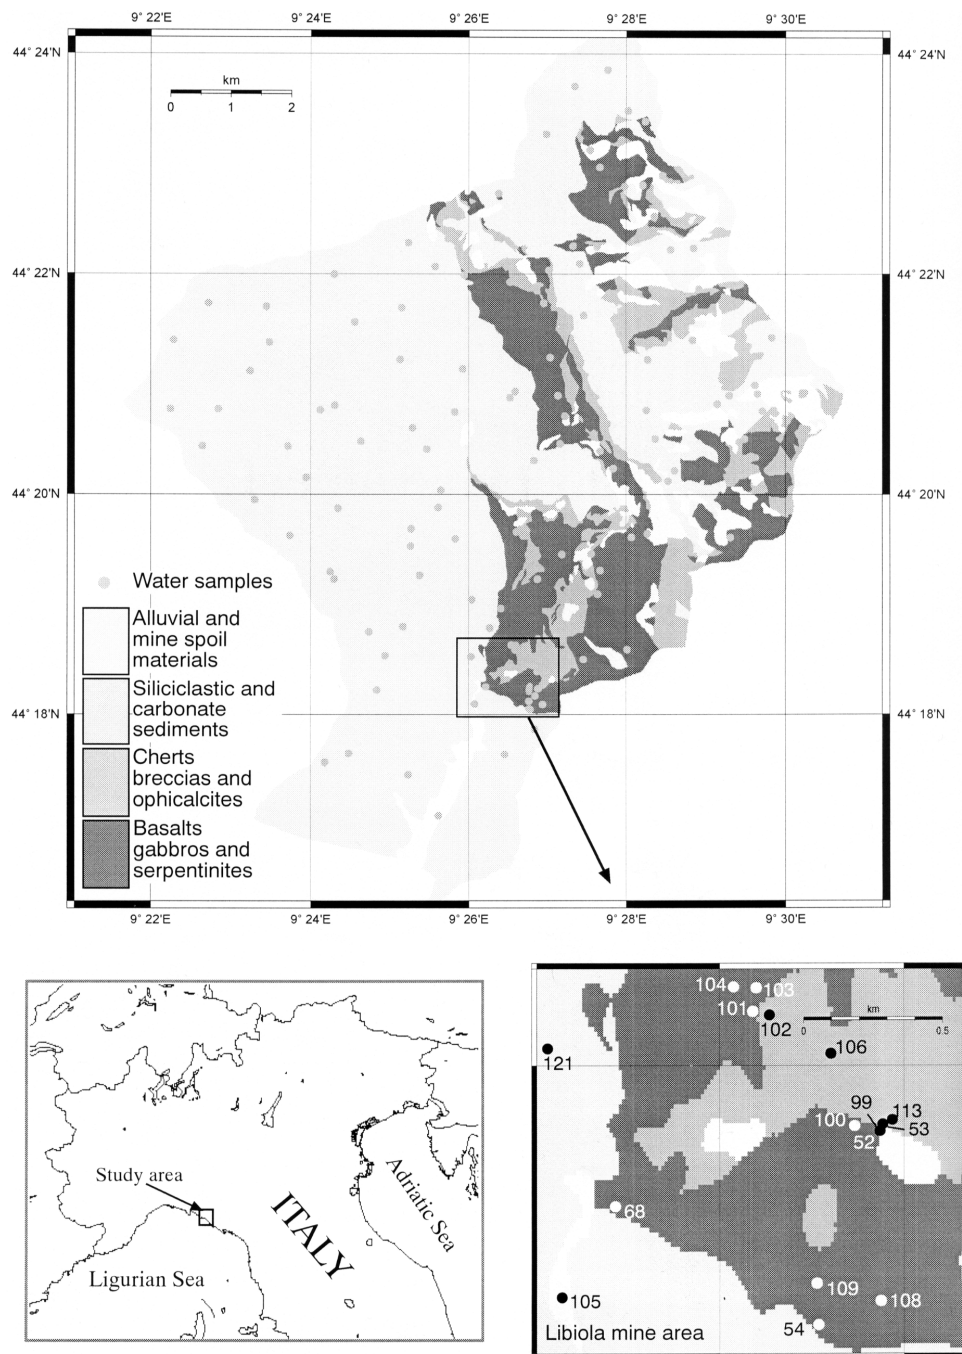 9° 22'E
9° 24'E
9° 26'E
9° 28'E
9° 30'E
44° 24'N
44° 24'N
km
0
1
2
44° 22'N
44° 22'N
44° 20'N
44° 20'N
Water samples
Alluvial and
mine spoil
materials
Siliciclastic and
carbonate
sediments
44° 18'N
44° 18'N
Cherts
breccias and
ophicalcites
Basalts
gabbros and
serpentinites
9° 22'E
9° 24'E
9° 26'E
9° 28'E
9° 30'E
Study area
ITALY
Adriatic Sea
Ligurian Sea
104
103
101
102
km
0
0.5
106
121
99
113
100
53
52
68
109
108
105
54
Libiola mine area